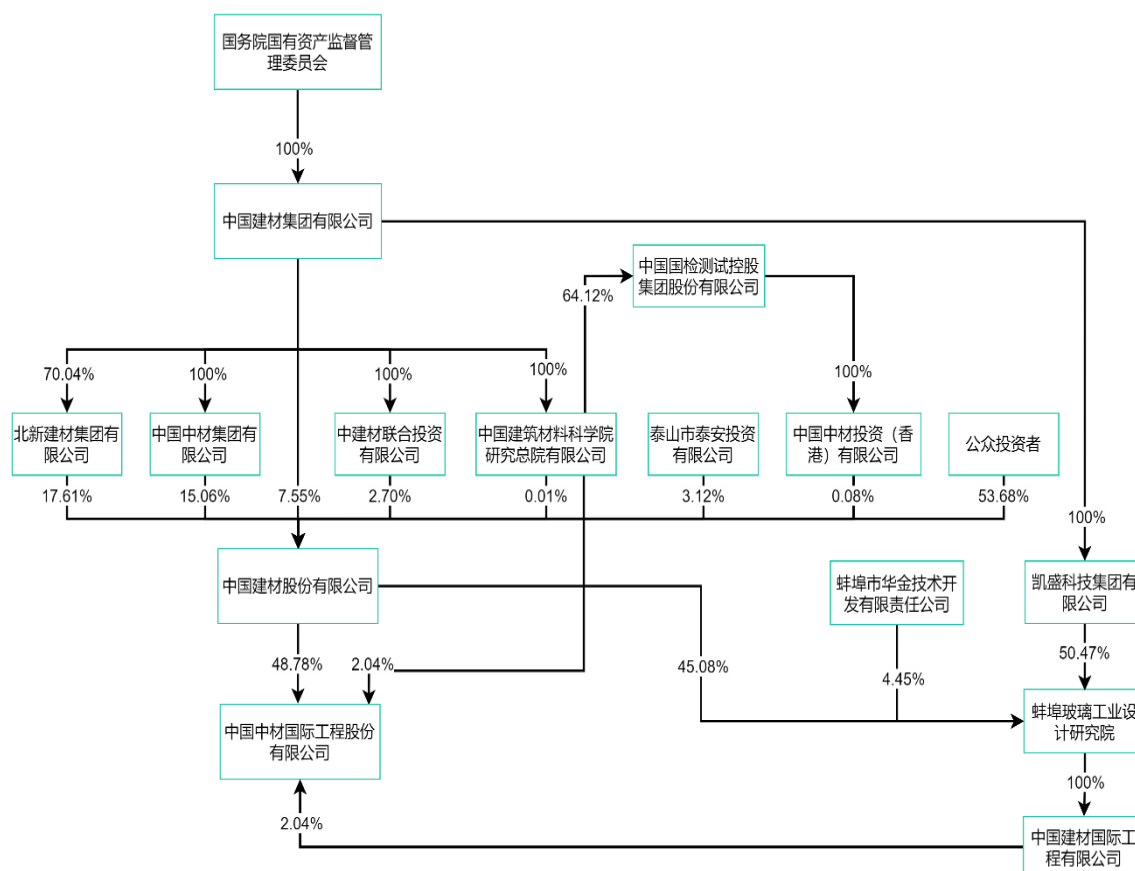 国务院国有资产监督管
理委员会
100%
中国建材集团有限公司
中国国检测试控股
集团股份有限公司
64.12%
70.04%
100%
100%
100%
100%
北新建材集团有
限公司
中国中材集团有
限公司
中建材联合投资
有限公司
中国建筑材料科学院
研究总院有限公司
泰山市泰安投资
有限公司
中国中材投资（香
港）有限公司
公众投资者
17.61%
15.06%
7.55%
2.70%
0.01%
3.12%
0.08%
53.68%
100%
中国建材股份有限公司
蚌埠市华金技术开
发有限责任公司
凯盛科技集团有
限公司
48.78%
2.04%
45.08%
4.45%
50.47%
中国中材国际工程股份
有限公司
蚌埠玻璃工业设
计研究院
100%
2.04%
中国建材国际工
程有限公司